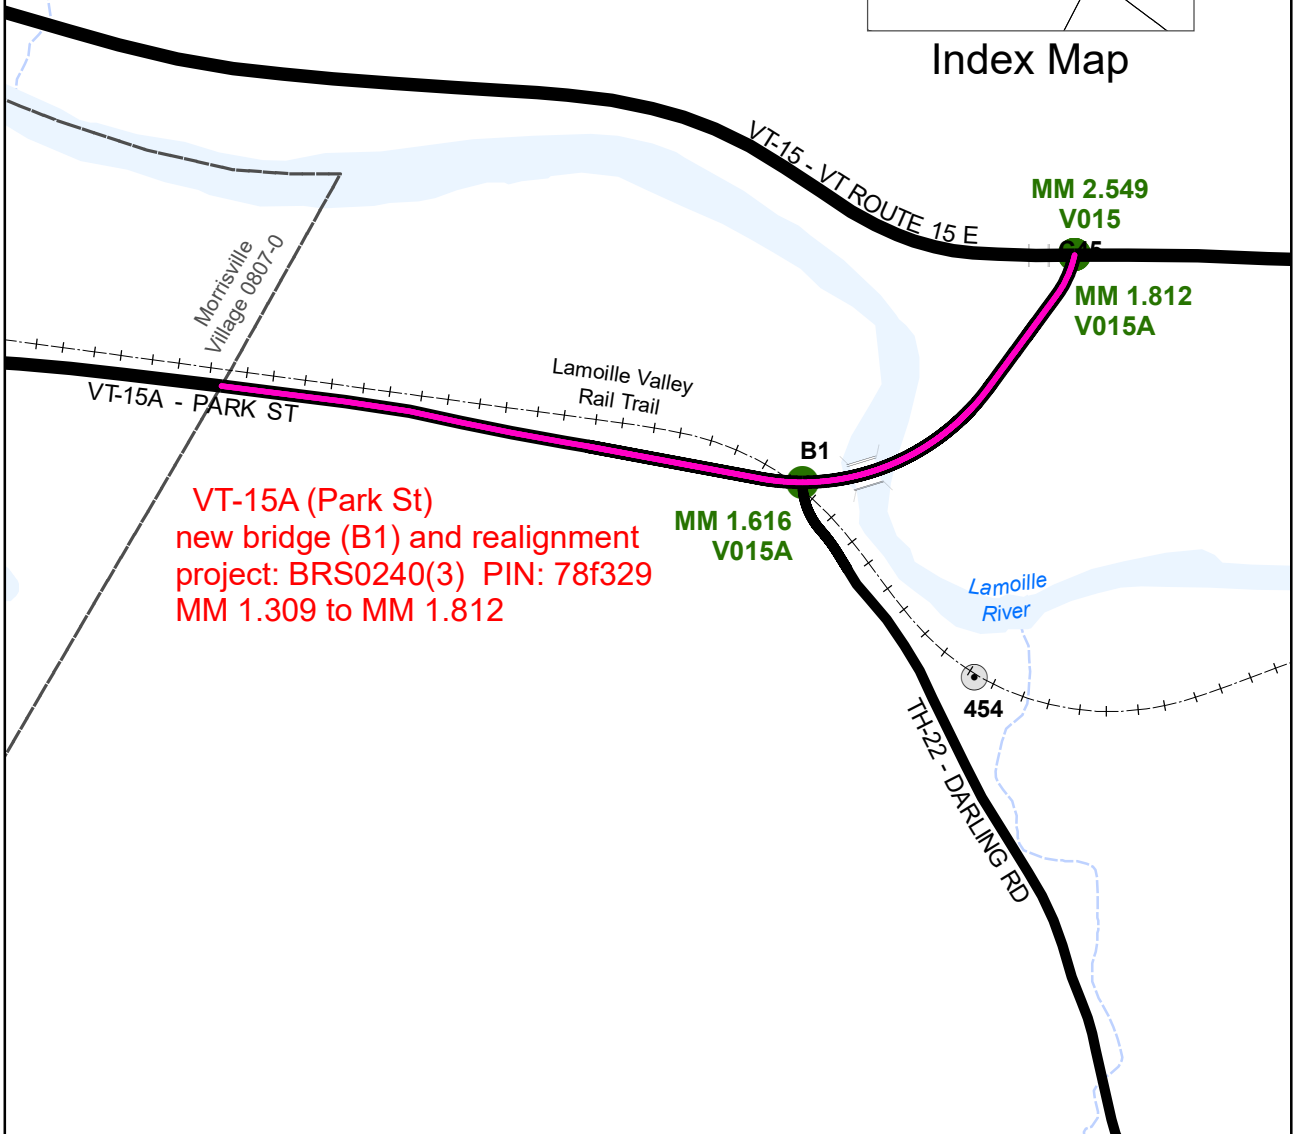 Index Map
VT-15 - VT ROUTE 15 E
MM 2.549
V015
MM 1.812
V015A
Morrisville
Village 0807-0
Lamoille Valley
Rail Trail
VT-15A - PARK ST
B1
VT-15A (Park St)
new bridge (B1) and realignment
project: BRS0240(3) PIN: 78f329
MM 1.309 to MM 1.812
MM 1.616
V015A
Lamoille
River
454
TH-22 - DARLING RD